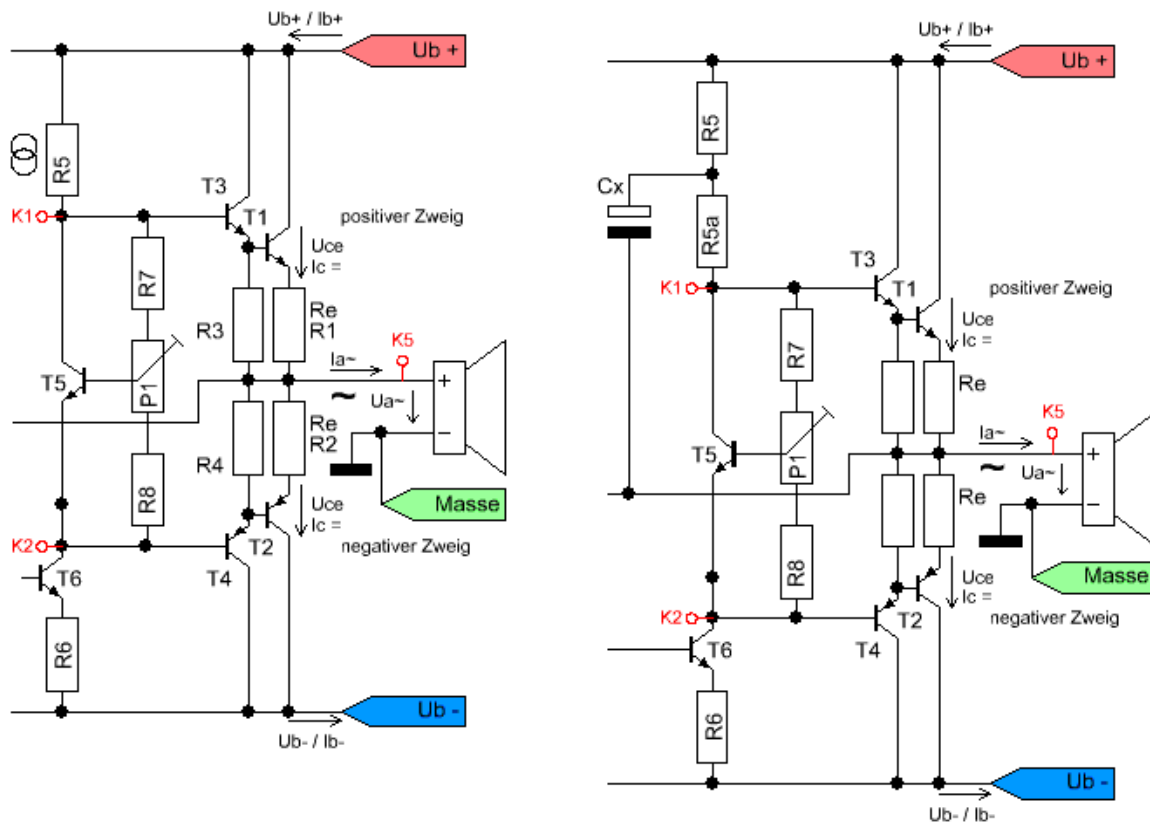 Ub+ / Ib+
Ub +
R5
T3
K1
T1
positiver Zweig
Uce
Ic =
R7
R3
Re
R1
Ia~
K5
T5
P1
~
Ua~
+
−
R4
Re
R2
R8
Masse
Uce
Ic =
K2
T2
negativer Zweig
T6
T4
R6
Ub -
Ub- / Ib-
Ub+ / Ib+
Ub +
R5
Cx
R5a
T3
K1
T1
positiver Zweig
Uce
Ic =
R7
Re
K5
Ia~
T5
P1
~
Ua~
+
−
Re
R8
Masse
Uce
Ic =
K2
T2
negativer Zweig
T6
T4
R6
Ub -
Ub- / Ib-